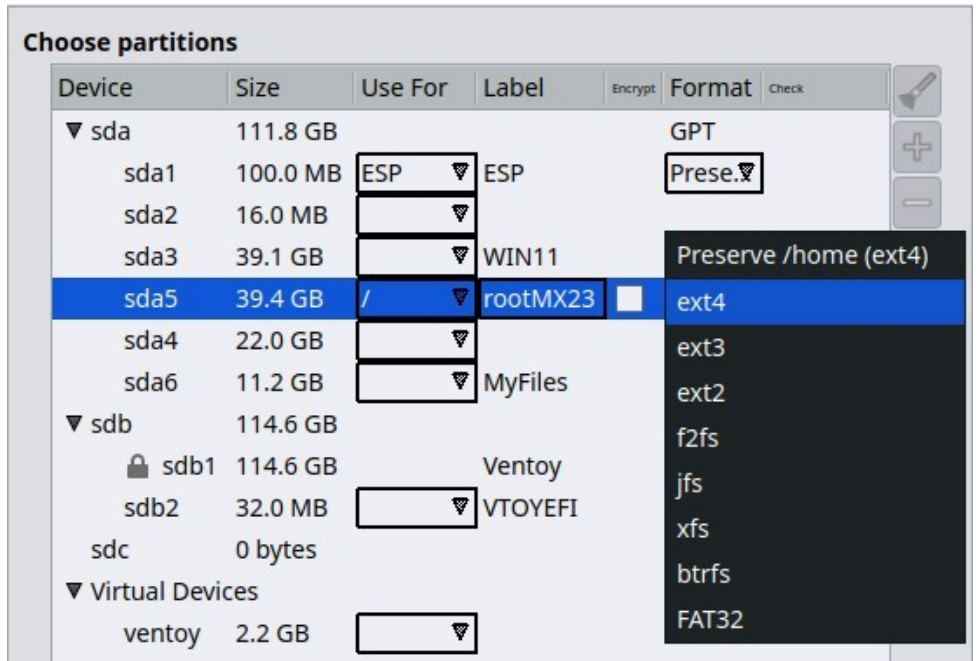 Choose partitions
Device Size Use For Label Encrypt Format Check
sda 111.8 GB GPT
sda1 100.0 MB ESP ESP Prese..
sda2 16.0 MB
sda3 39.1 GB WIN11
sda5 39.4 GB / rootMX23
sda4 22.0 GB
sda6 11.2 GB MyFiles
sdb 114.6 GB
sdb1 114.6 GB Ventoy
sdb2 32.0 MB VTOYEFI
sdc 0 bytes
Virtual Devices
ventoy 2.2 GB
Preserve /home (ext4)
ext4
ext3
ext2
f2fs
jfs
xfs
btrfs
FAT32